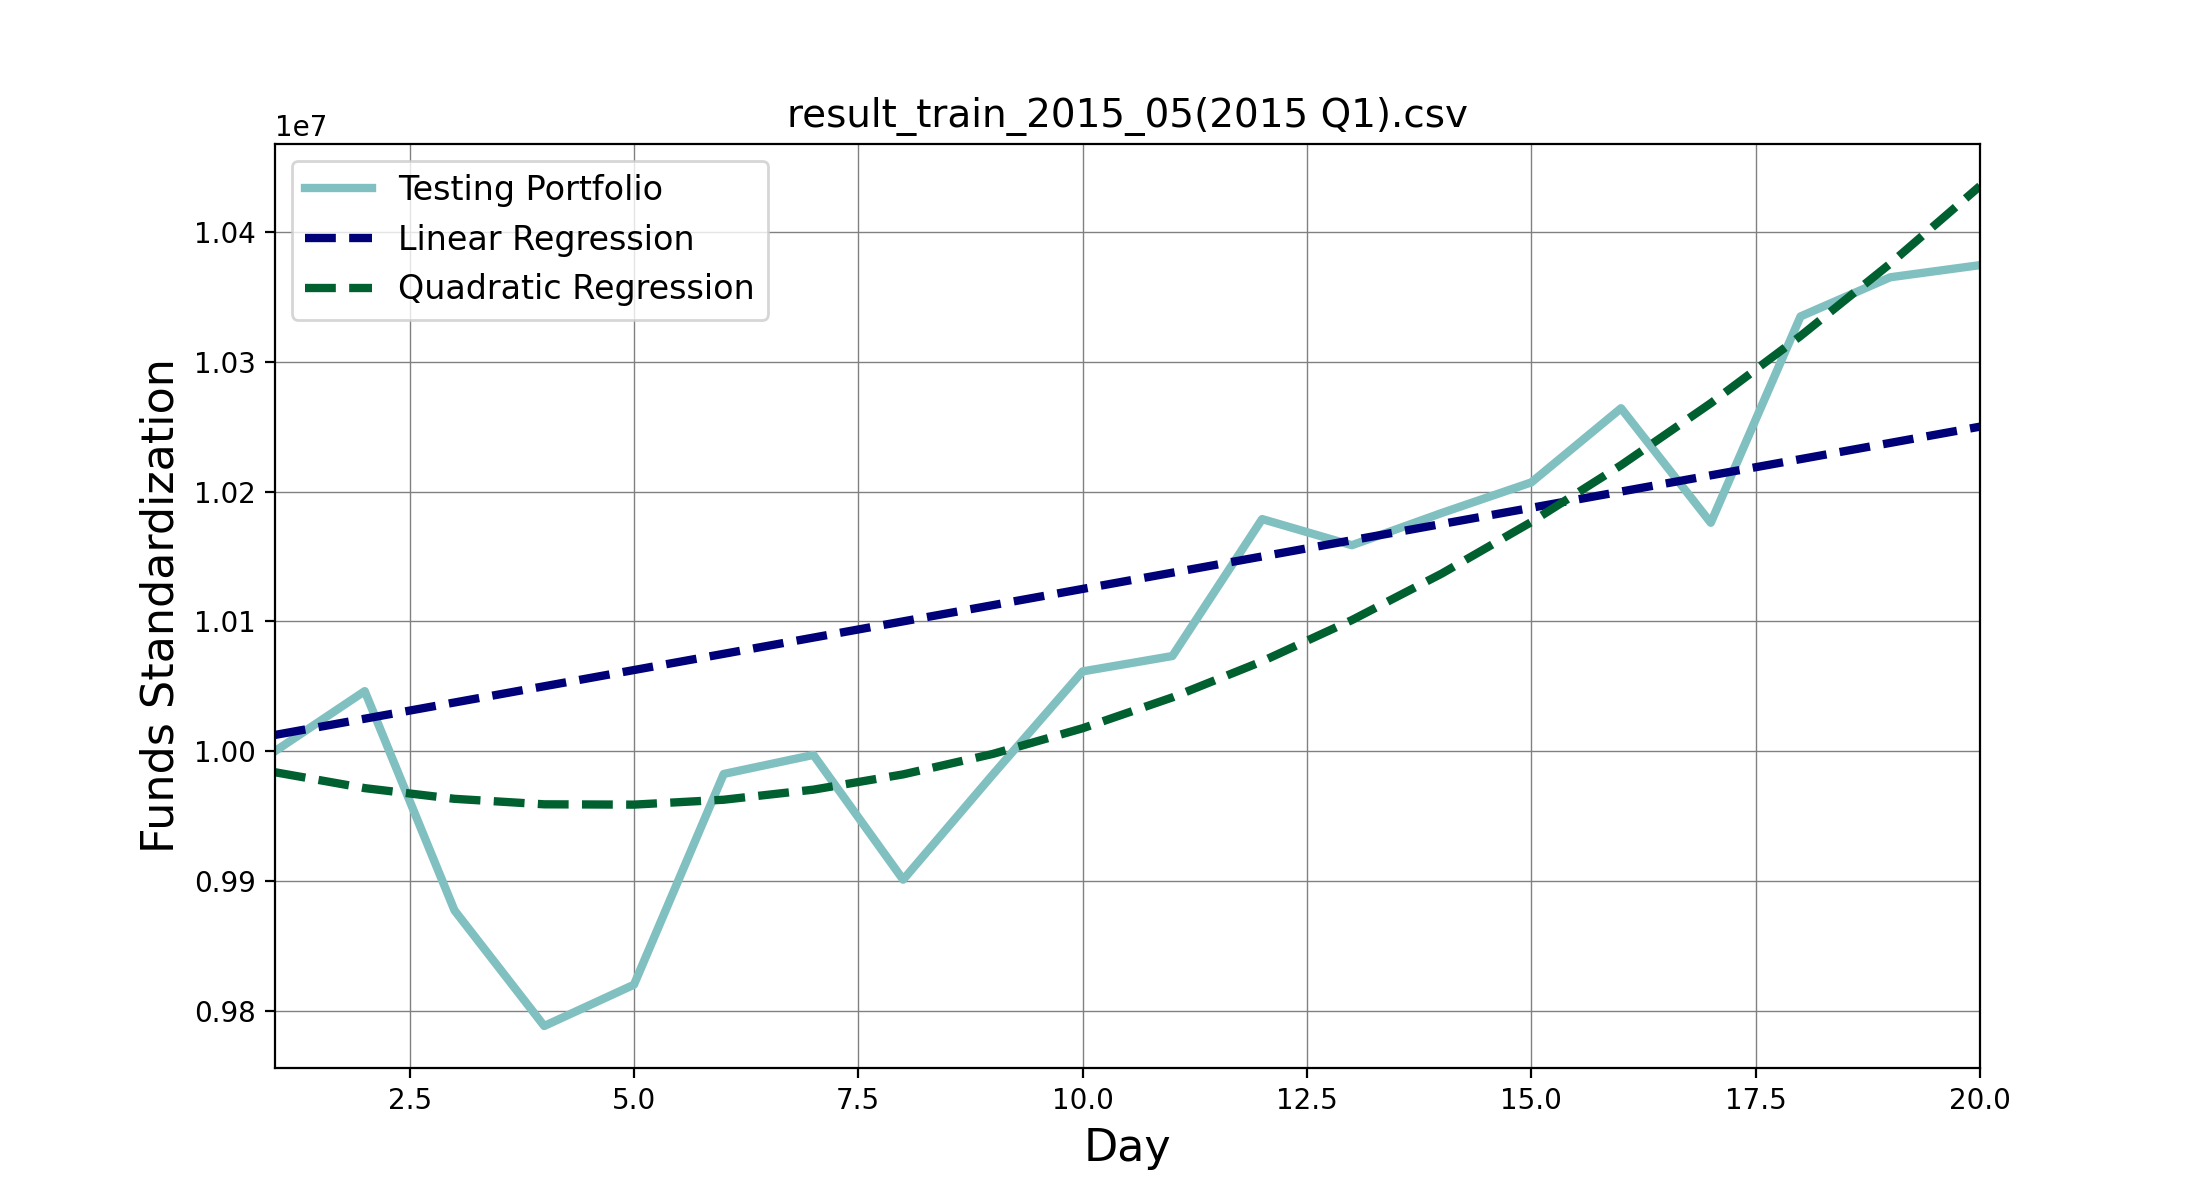 result_train_2015_05(2015 Q1).csv
1e7
Testing Portfolio
Linear Regression
Quadratic Regression
1.04
1.03
1.02
1.01
1.00
0.99
0.98
Funds Standardization
2.5 5.0 7.5 10.0 12.5 15.0 17.5 20.0
Day